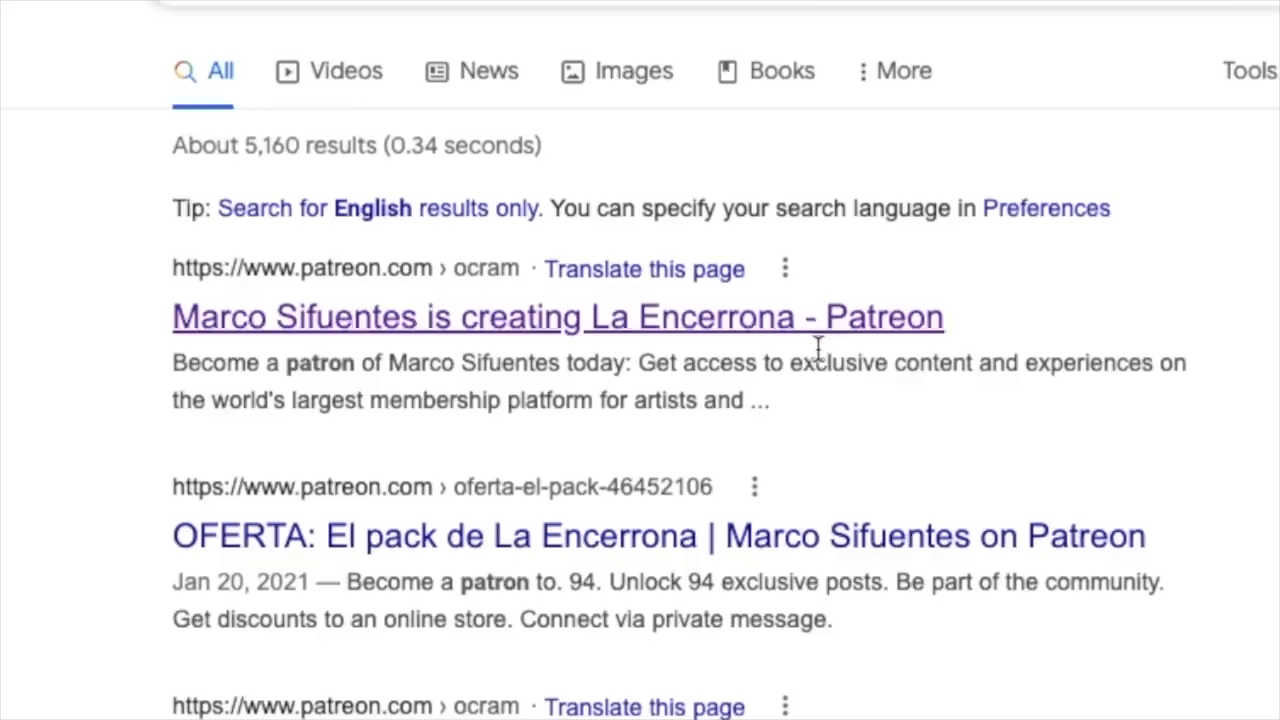 All Videos News Images Books More Tools
About 5,160 results (0.34 seconds)
Tip: Search for English results only. You can specify your search language in Preferences
https://www.patreon.com › ocram · Translate this page
Marco Sifuentes is creating La Encerrona - Patreon
Become a patron of Marco Sifuentes today: Get access to exclusive content and experiences on
the world's largest membership platform for artists and ...
https://www.patreon.com › oferta-el-pack-46452106
OFERTA: El pack de La Encerrona | Marco Sifuentes on Patreon
Jan 20, 2021 — Become a patron to. 94. Unlock 94 exclusive posts. Be part of the community.
Get discounts to an online store. Connect via private message.
https://www.patreon.com › ocram · Translate this page